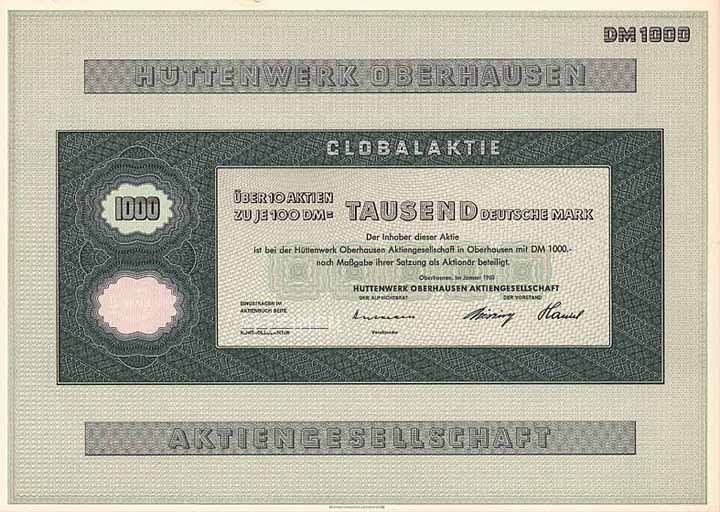 DM 1000
HÜTTENWERK OBERHAUSEN
GLOBALAKTIE
1000
ÜBER 10 AKTIEN
ZU JE 100 DM= TAUSEND DEUTSCHE MARK
Der Inhaber dieser Aktie
ist bei der Hüttenwerk Oberhausen Aktiengesellschaft in Oberhausen mit DM 1000.-
nach Maßgabe ihrer Satzung als Aktionär beteiligt.
Oberhausen, im Januar
HÜTTENWERK OBERHAUSEN AKTIENGESELLSCHAFT
DER AUFSICHTSRAT DER VORSTAND
EINGETRAGEN IM
AKTIENBUCH SEITE
Vorsitzender
KONTROLLBEAMTER
AKTIENGESELLSCHAFT